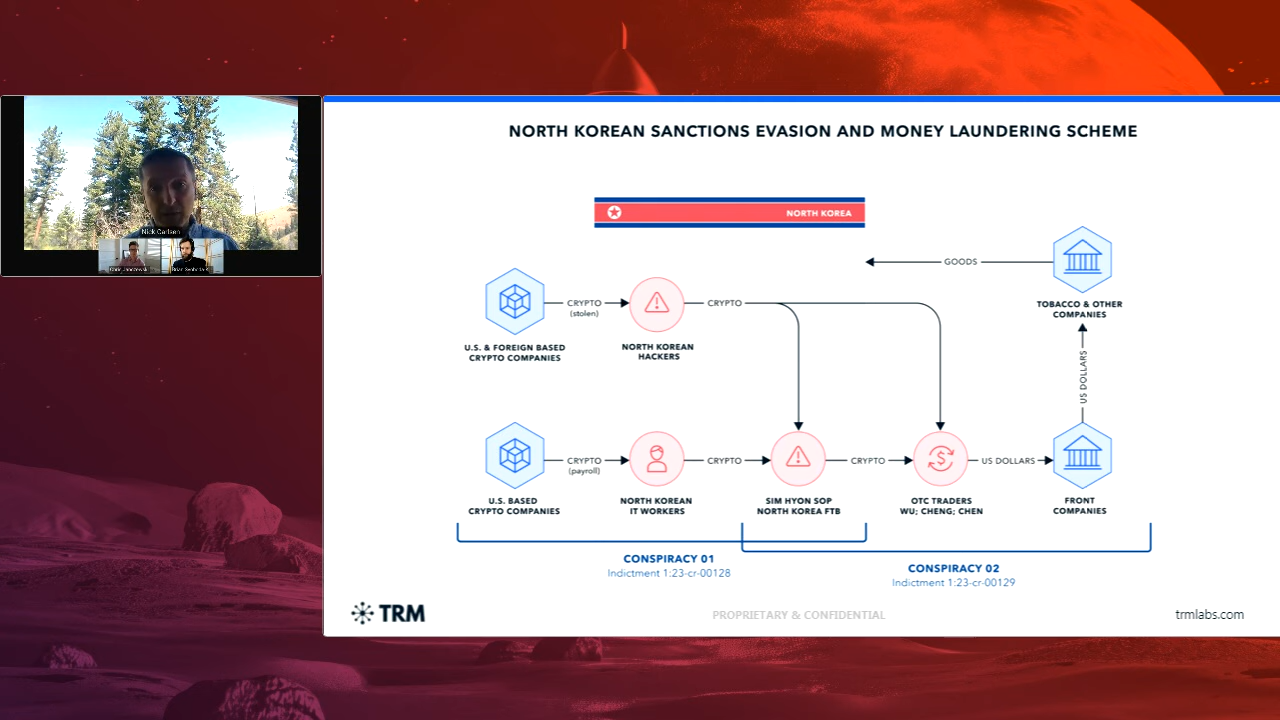 NORTH KOREAN SANCTIONS EVASION AND MONEY LAUNDERING SCHEME
NORTH KOREA
Nick Carlsen
GOODS
TOBACCO & OTHER
COMPANIES
CRYPTO
(stolen)
CRYPTO
U.S. & FOREIGN BASED
CRYPTO COMPANIES
NORTH KOREAN
HACKERS
US DOLLARS
CRYPTO
(payroll)
CRYPTO
CRYPTO
US DOLLARS
U.S. BASED
CRYPTO COMPANIES
NORTH KOREAN
IT WORKERS
SIM HYON SOP
NORTH KOREA FTB
OTC TRADERS
WU; CHENG; CHEN
FRONT
COMPANIES
CONSPIRACY 01
Indictment 1:23-cr-00128
CONSPIRACY 02
Indictment 1:23-cr-00129
TRM
PROPRIETARY & CONFIDENTIAL
trmlabs.com